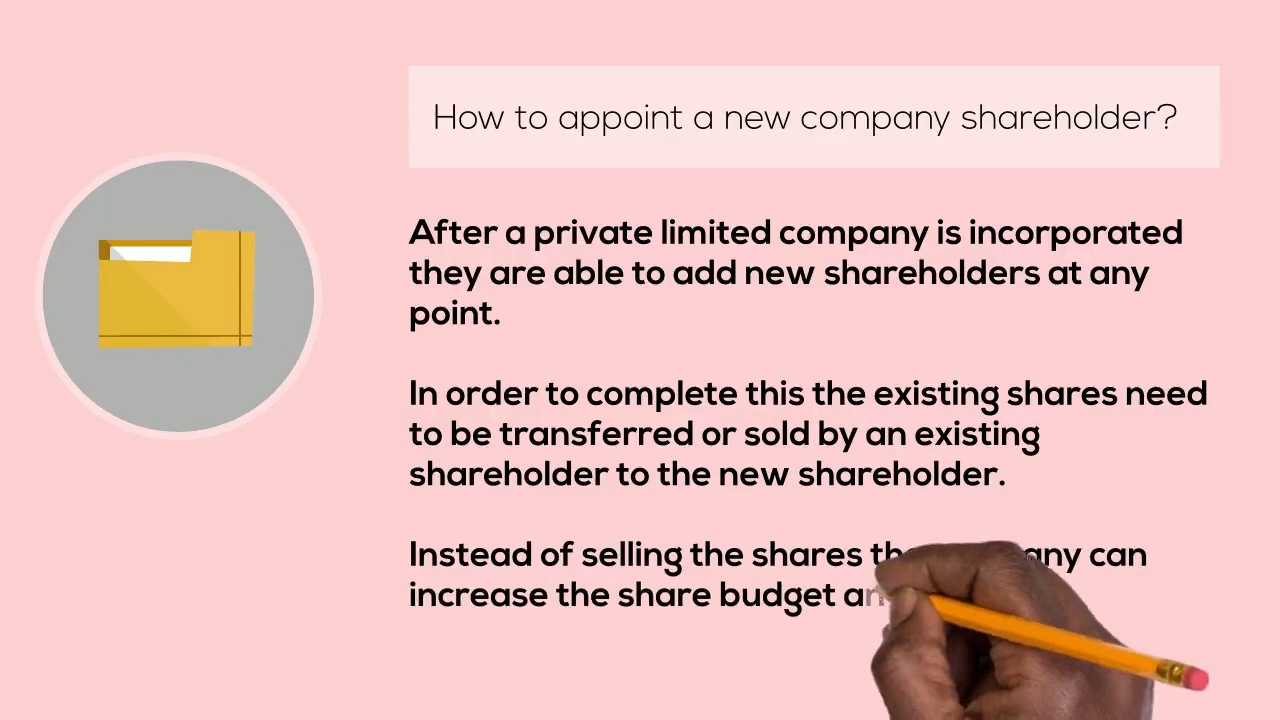 How to appoint a new company shareholder?
After a private limited company is incorporated
they are able to add new shareholders at any
point.
In order to complete this the existing shares need
to be transferred or sold by an existing
shareholder to the new shareholder.
Instead of selling the shares can
increase the share budget